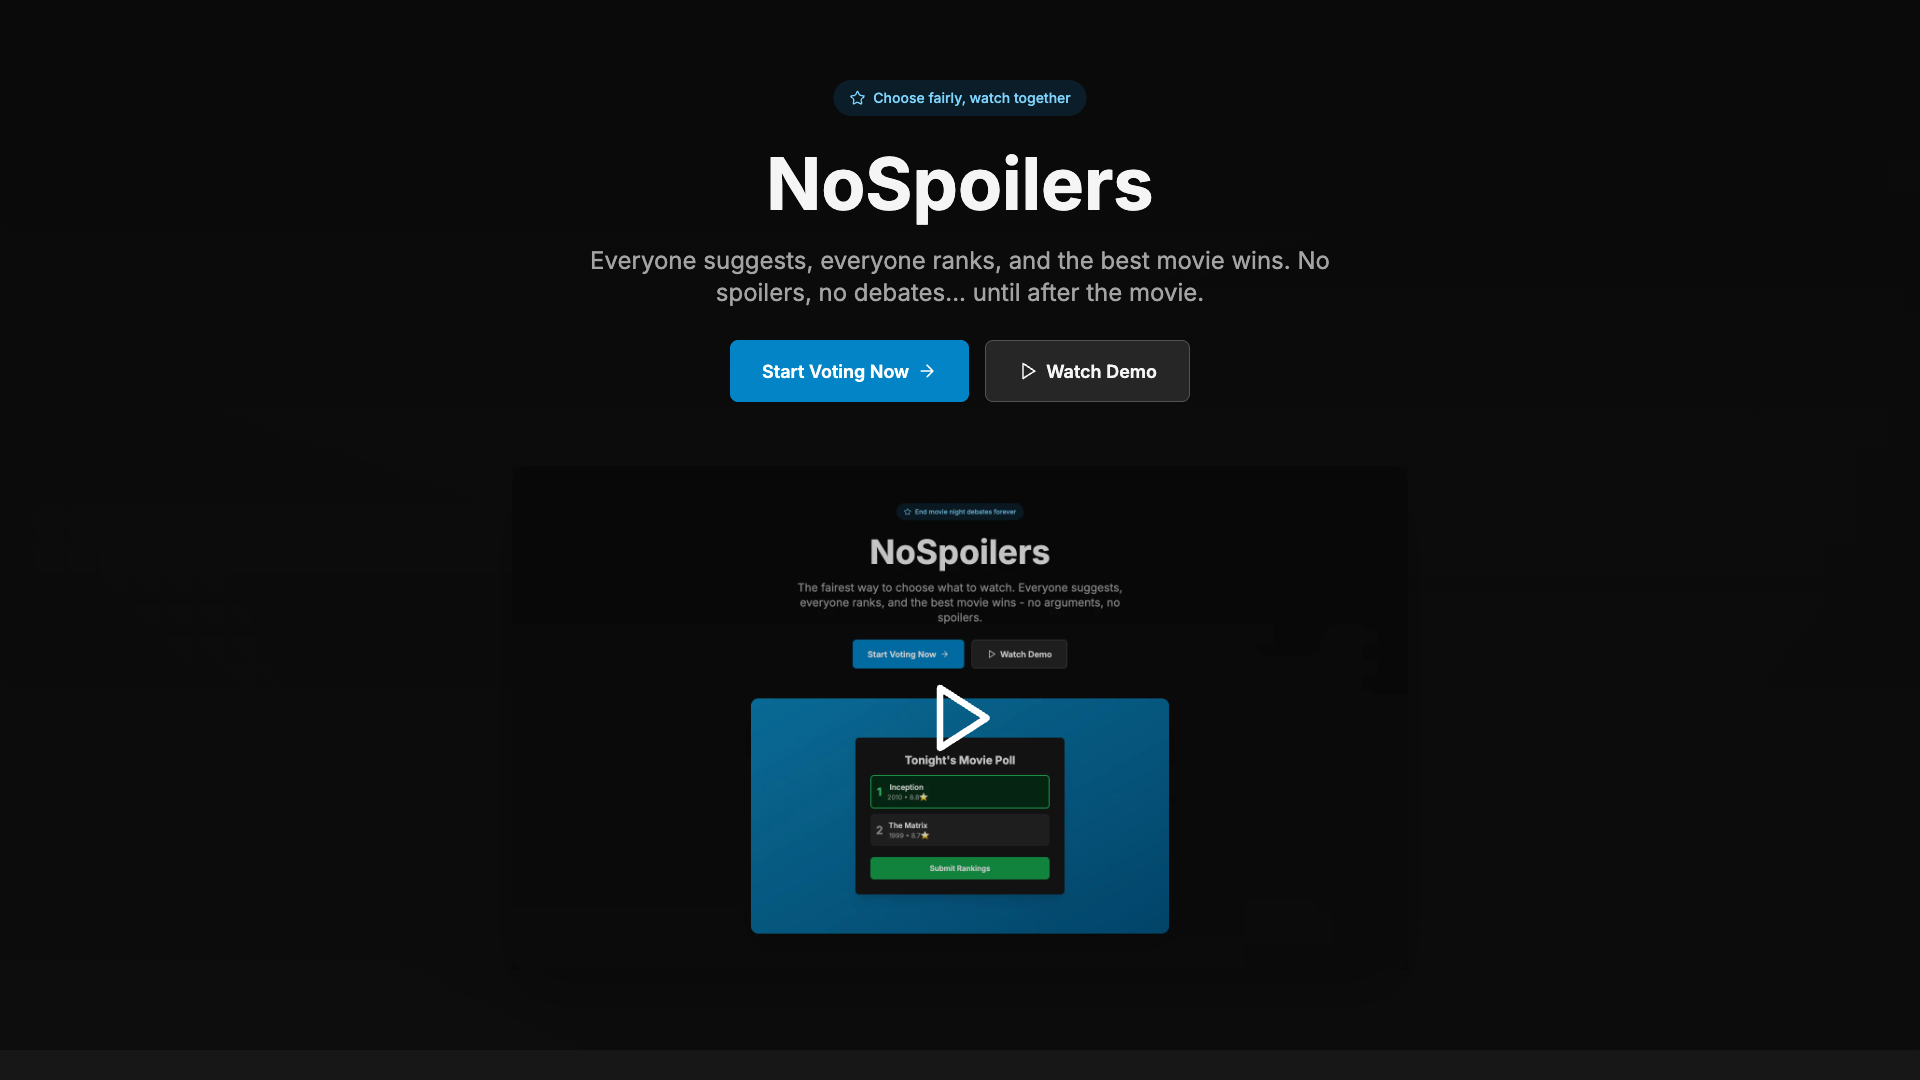 Choose fairly, watch together
NoSpoilers
Everyone suggests, everyone ranks, and the best movie wins. No
spoilers, no debates... until after the movie.
Start Voting Now
Watch Demo
End movie night debates forever
NoSpoilers
The fairest way to choose what to watch. Everyone suggests,
everyone ranks, and the best movie wins - no arguments, no
spoilers.
Start Voting Now
Watch Demo
Tonight's Movie Poll
1
Inception
2010 • 8.8⭐
2
The Matrix
1999 • 8.7⭐
Submit Rankings